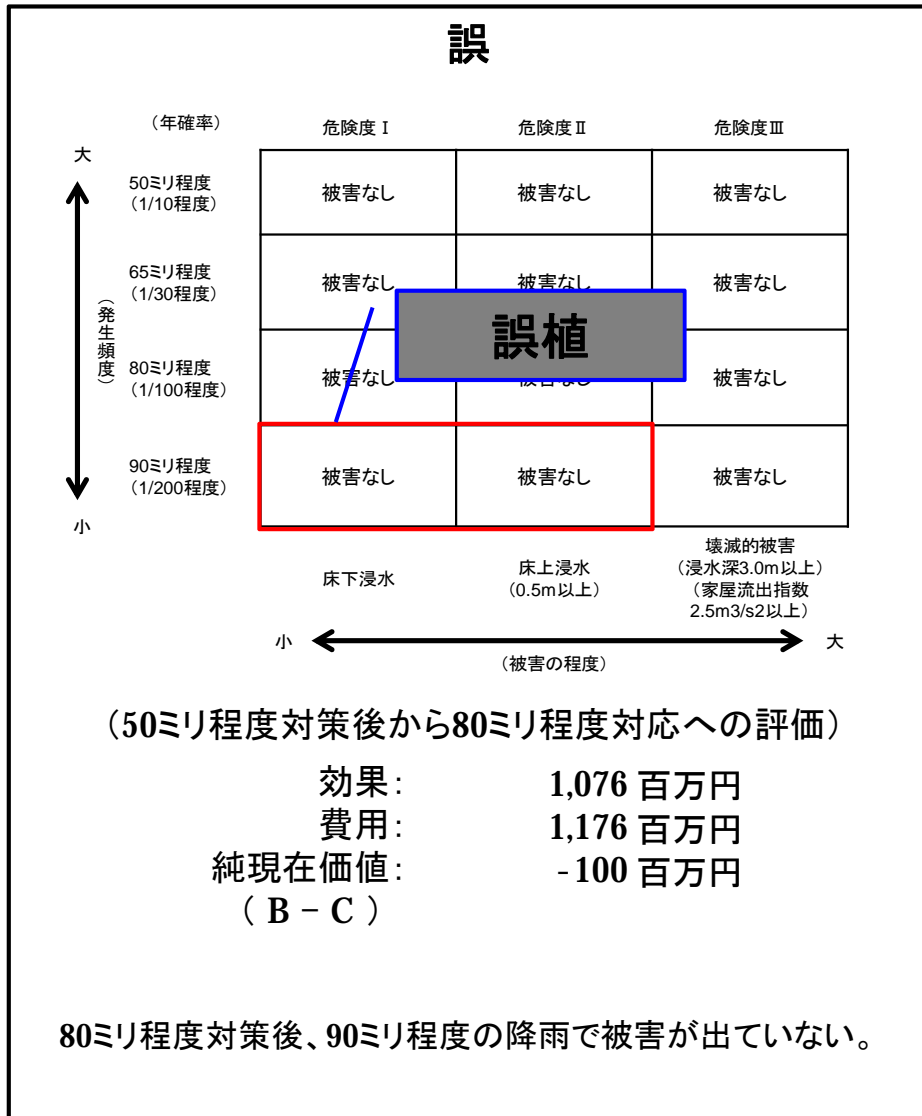 誤
（年確率）
危険度Ⅰ 危険度Ⅱ 危険度Ⅲ
大
50ミリ程度
（1/10程度）
被害なし 被害なし 被害なし
65ミリ程度
（1/30程度）
被害なし 被害なし 被害なし
誤植
（発生頻度）
80ミリ程度
（1/100程度）
被害なし 被害なし 被害なし
90ミリ程度
（1/200程度）
被害なし 被害なし 被害なし
小
床下浸水
床上浸水
（0.5m以上）
壊滅的被害
（浸水深3.0m以上）
（家屋流出指数
2.5m3/s2以上）
小 大
（被害の程度）
（50ミリ程度対策後から80ミリ程度対応への評価）
効果： 1,076 百万円
費用： 1,176 百万円
純現在価値： -100 百万円
（ B − C ）
80ミリ程度対策後、90ミリ程度の降雨で被害が出ていない。